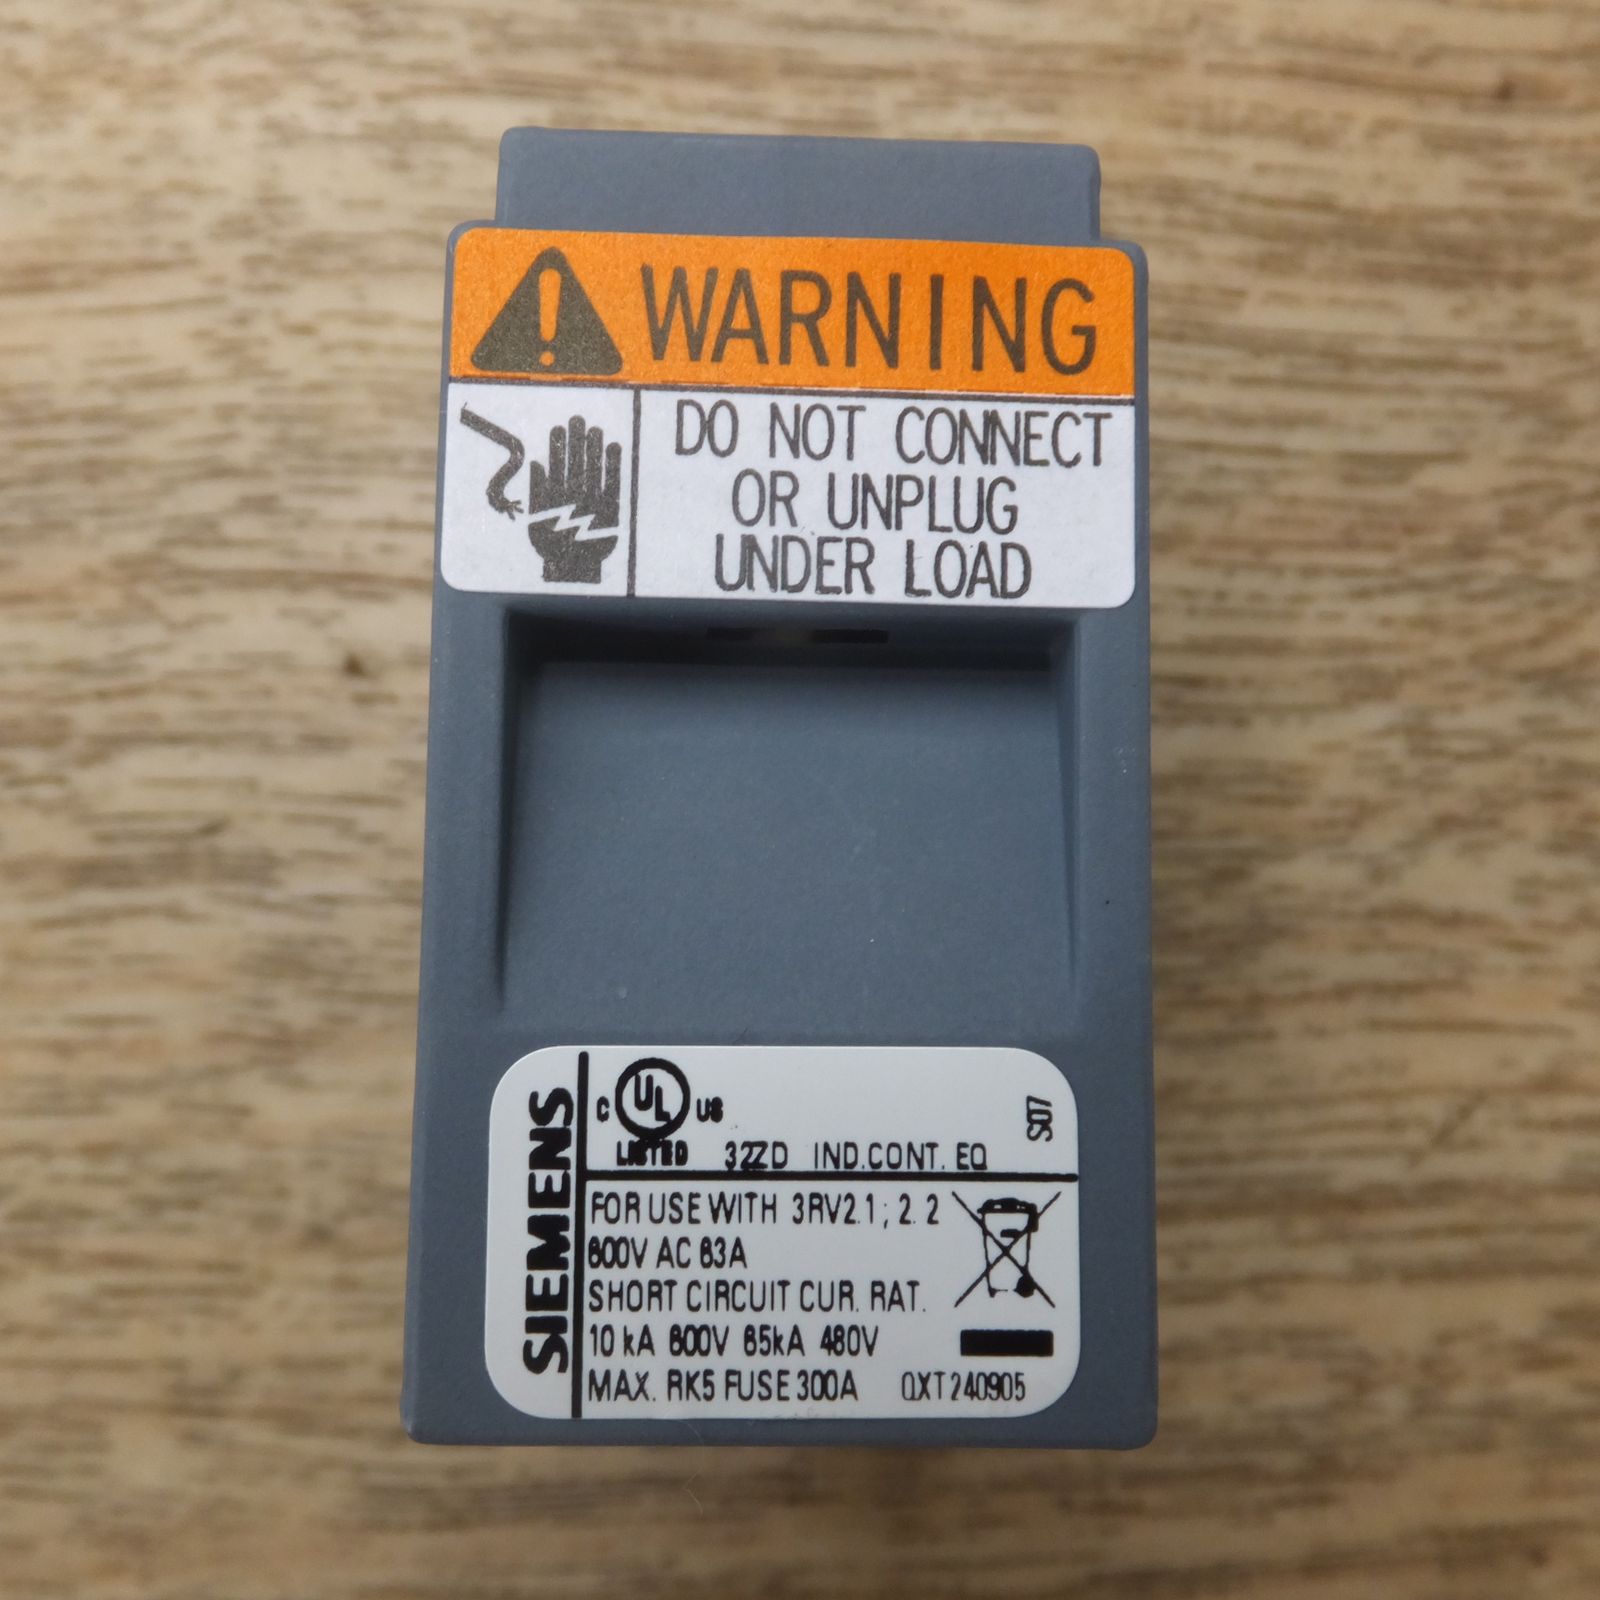 WARNING
DO NOT CONNECT
OR UNPLUG
UNDER LOAD
SIEMENS
C UL US
LISTED 32ZD IND.CONT. EQ
S07
FOR USE WITH 3RV2.1; 2.2
600V AC 63A
SHORT CIRCUIT CUR. RAT.
10 kA 600V 65kA 480V
MAX. RK5 FUSE 300A QXT240905